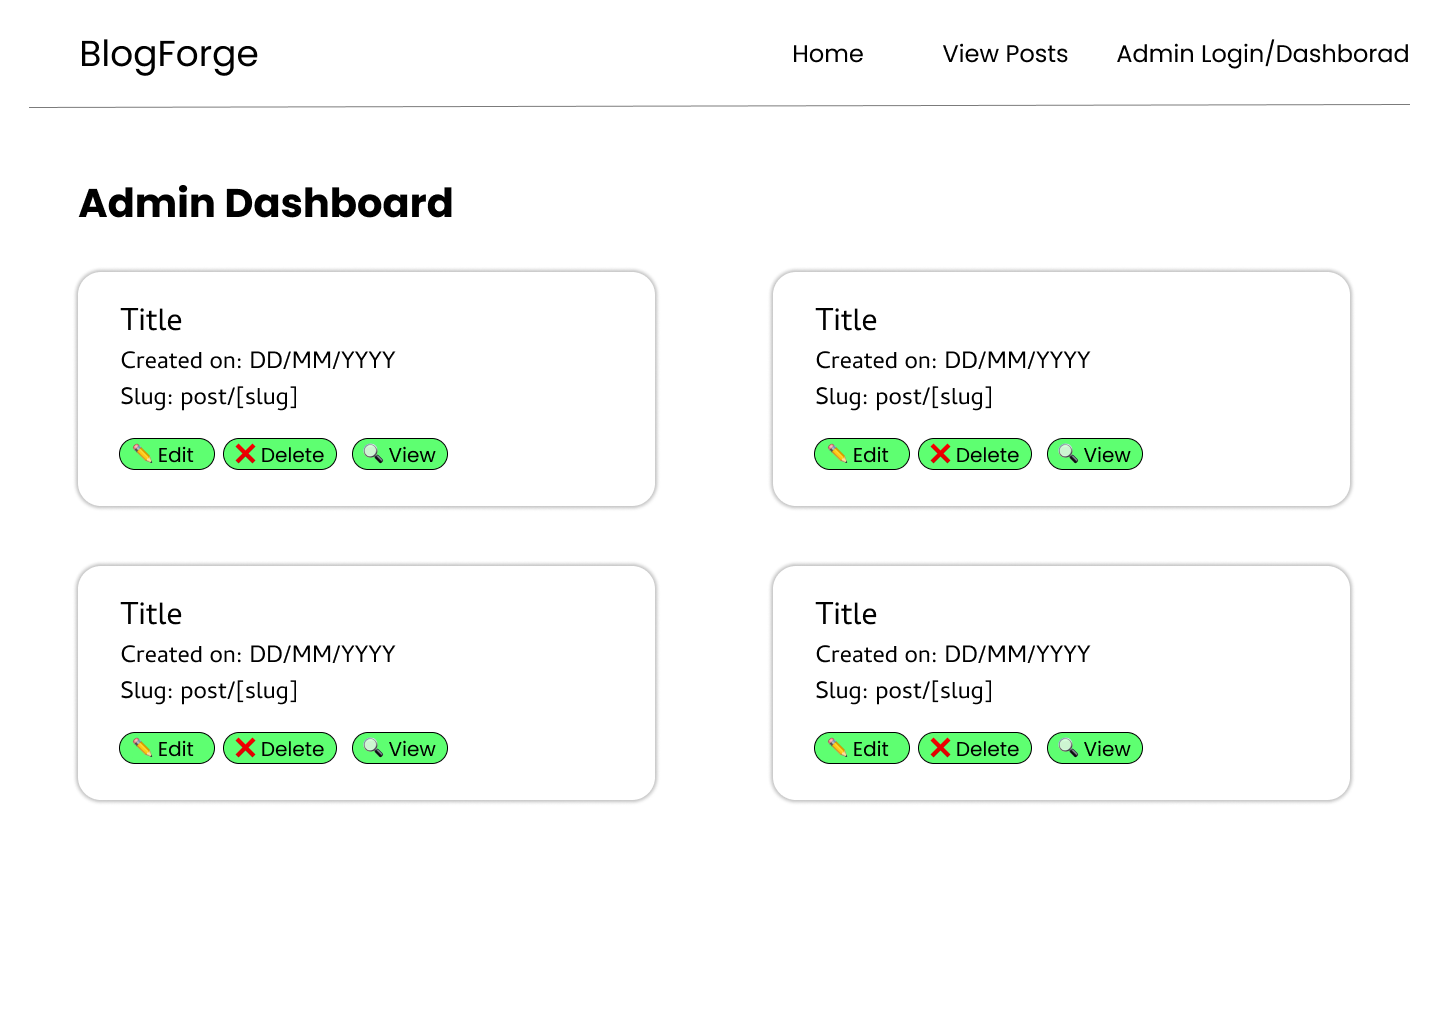 BlogForge
Home View Posts Admin Login/Dashborad
Admin Dashboard
Title
Created on: DD/MM/YYYY
Slug: post/[slug]
Edit Delete View
Title
Created on: DD/MM/YYYY
Slug: post/[slug]
Edit Delete View
Title
Created on: DD/MM/YYYY
Slug: post/[slug]
Edit Delete View
Title
Created on: DD/MM/YYYY
Slug: post/[slug]
Edit Delete View